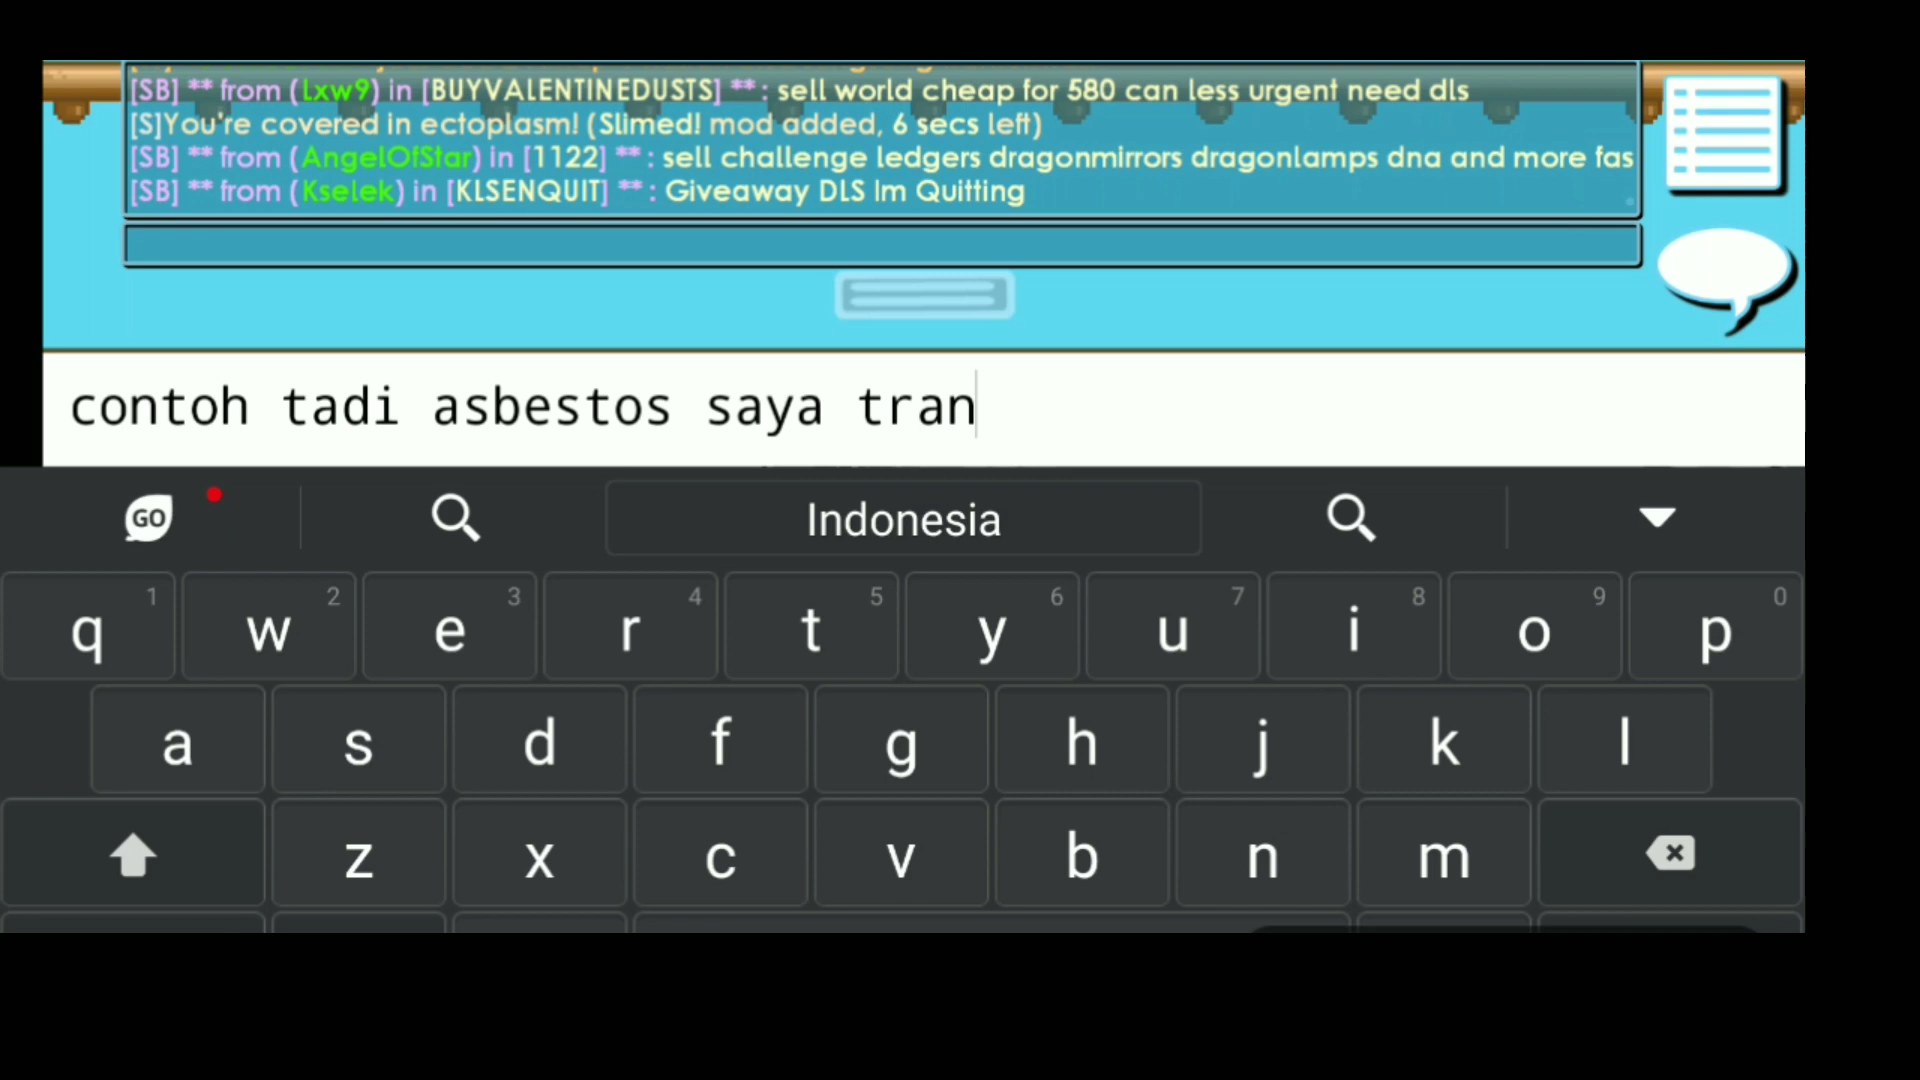 [SB] ** from (Lxw9) in [BUYVALENTINEDUSTS] ** : sell world cheap for 580 can less urgent need dls
[S]You're covered in ectoplasm! (Slimed! mod added, 6 secs left)
[SB] ** from (AngelOfStar) in [1122] ** : sell challenge ledgers dragonmirrors dragonlamps dna and more fas
[SB] ** from (Kselek) in [KLSENQUIT] ** : Giveaway DLS Im Quitting
contoh tadi asbestos saya tran
GO Indonesia
1 2 3 4 5 6 7 8 9 0
q w e r t y u i o p
a s d f g h j k l
z x c v b n m